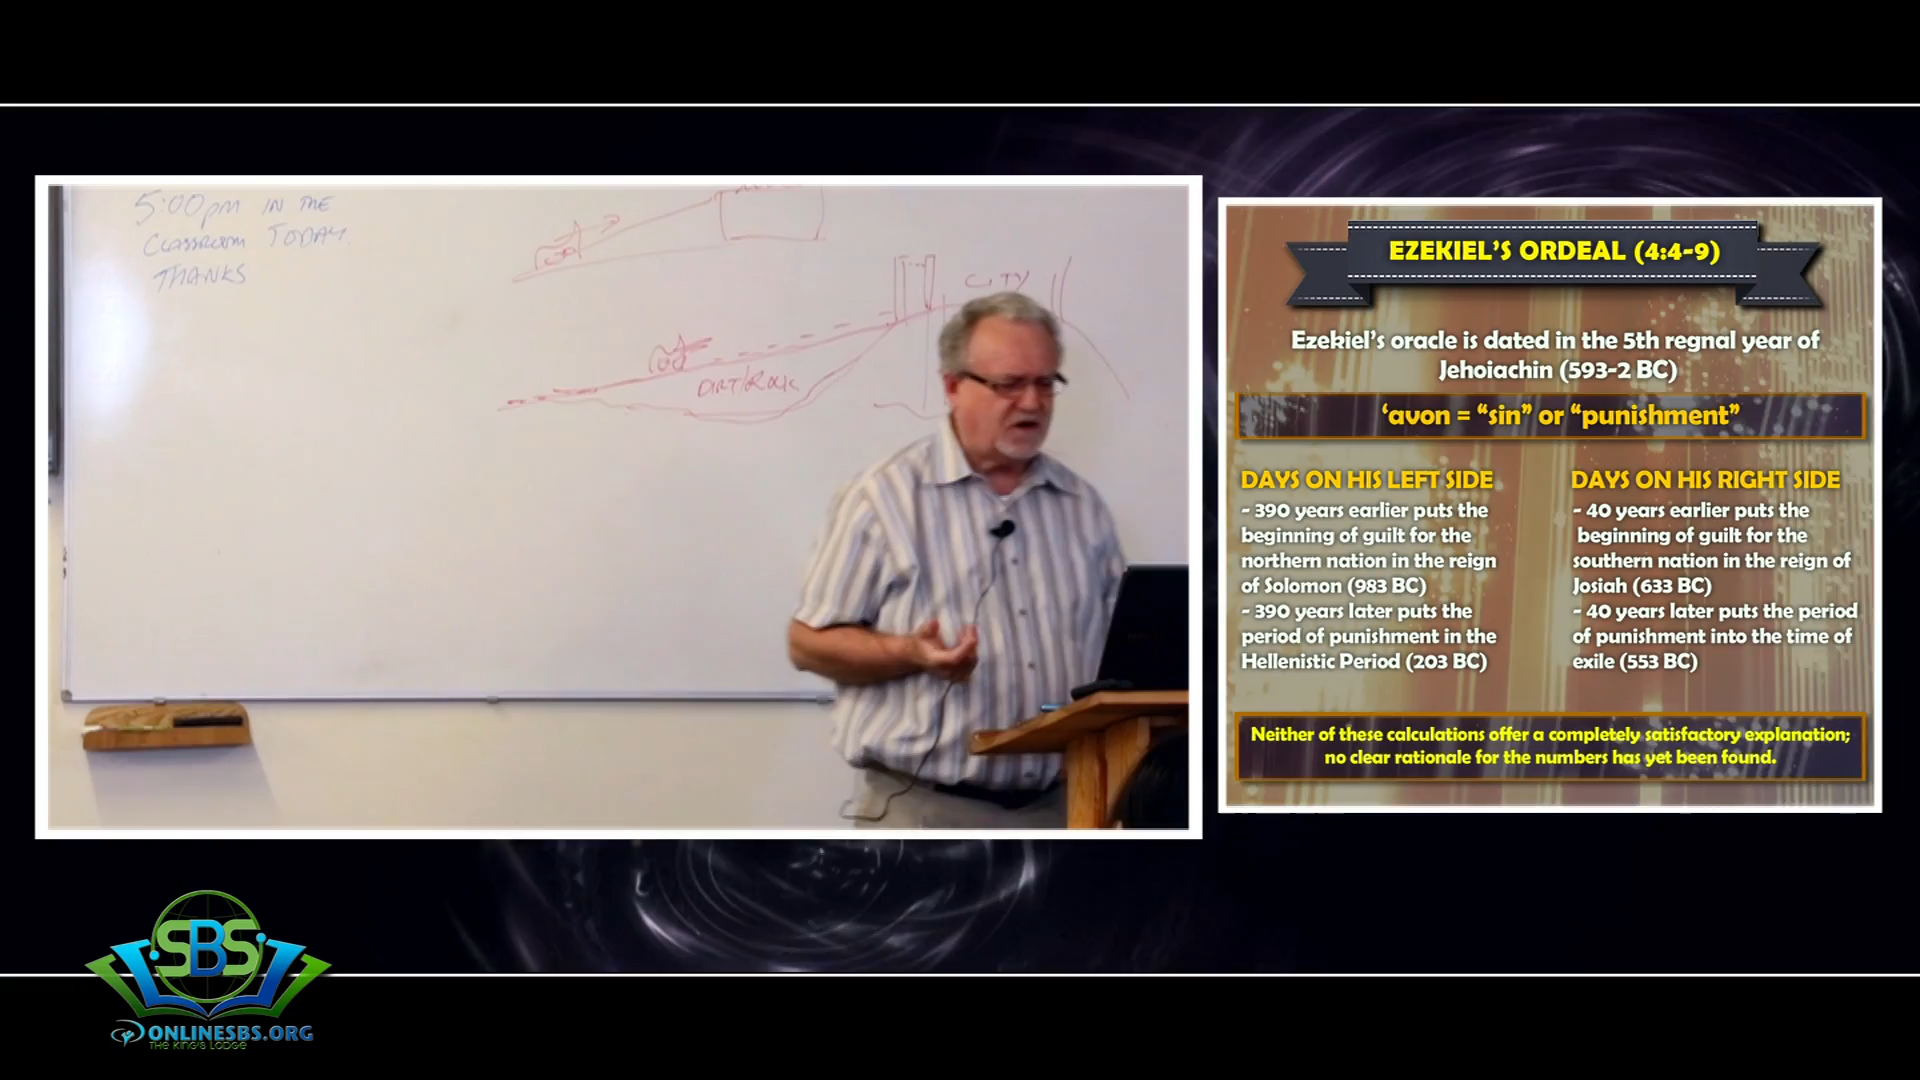 5:00pm IN THE
CLASSROOM TODAY.
THANKS
CITY
DIRT/ROCK
EZEKIEL'S ORDEAL (4:4-9)
Ezekiel's oracle is dated in the 5th regnal year of
Jehoiachin (593-2 BC)
'avon = "sin" or "punishment"
DAYS ON HIS LEFT SIDE
- 390 years earlier puts the
beginning of guilt for the
northern nation in the reign
of Solomon (983 BC)
- 390 years later puts the
period of punishment in the
Hellenistic Period (203 BC)
DAYS ON HIS RIGHT SIDE
- 40 years earlier puts the
beginning of guilt for the
southern nation in the reign of
Josiah (633 BC)
- 40 years later puts the period
of punishment into the time of
exile (553 BC)
Neither of these calculations offer a completely satisfactory explanation;
no clear rationale for the numbers has yet been found.
SBS
ONLINESBS.ORG
THE KING'S LODGE